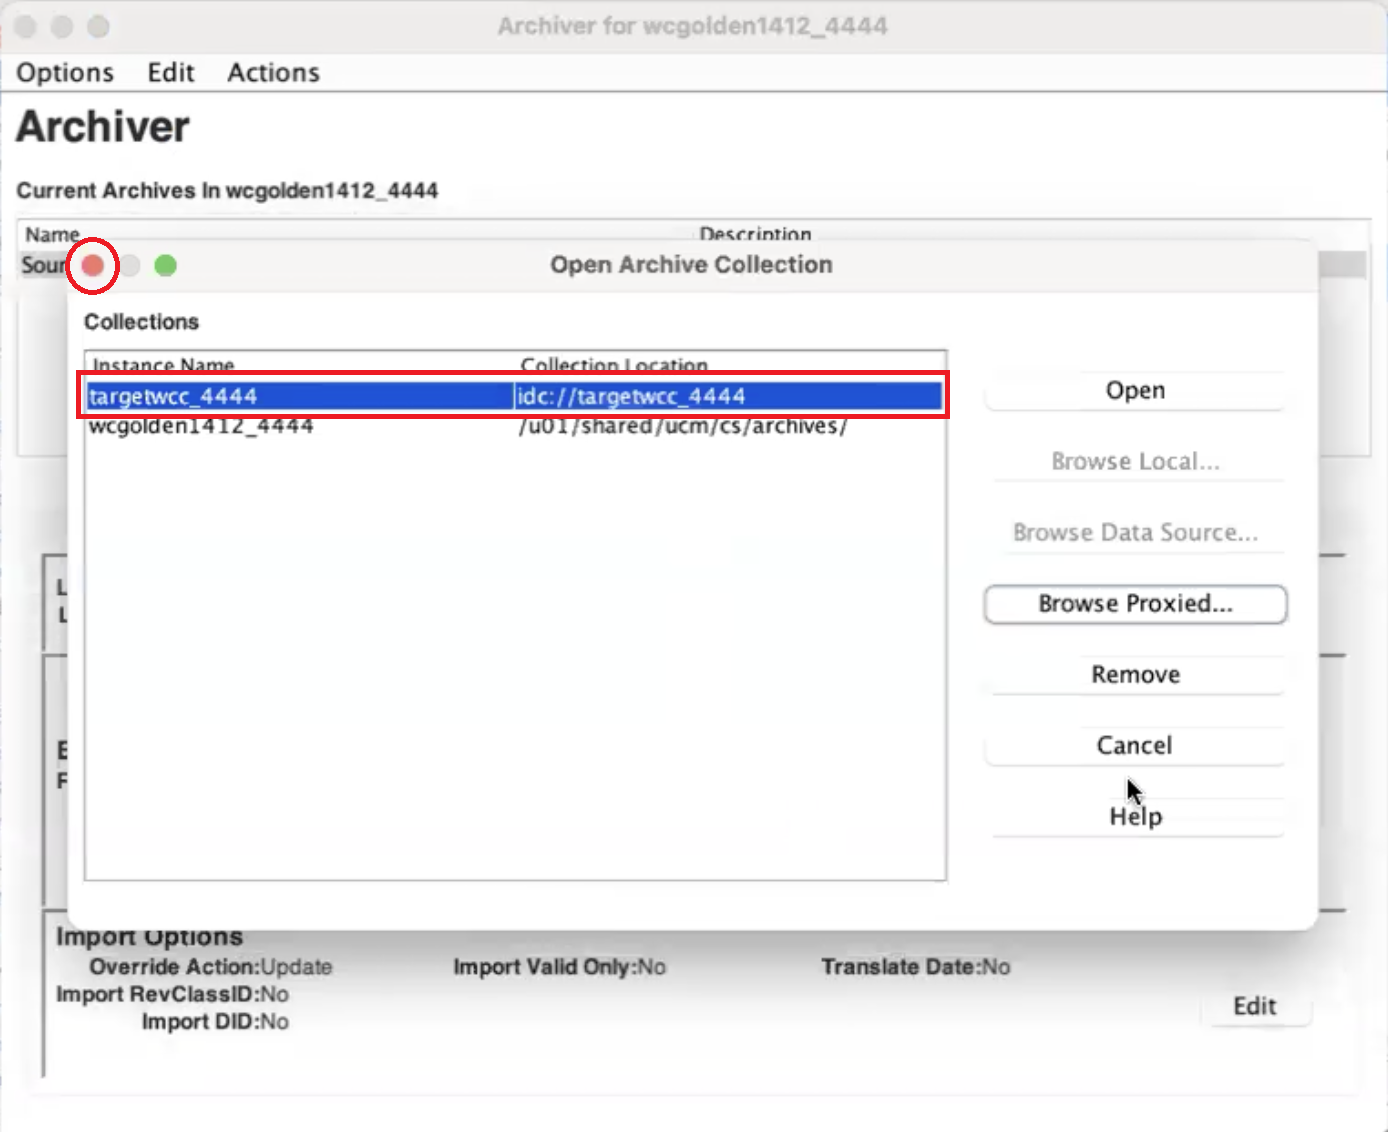 Archiver for wcgolden1412_4444
Options Edit Actions
Archiver
Current Archives In wcgolden1412_4444
Name Description
Sour
Open Archive Collection
Collections
Instance Name Collection Location
targetwcc_4444 idc://targetwcc_4444
wcgolden1412_4444 /u01/shared/ucm/cs/archives/
Open
Browse Local...
Browse Data Source...
Browse Proxied...
Remove
Cancel
Help
Import Options
Override Action:Update Import Valid Only:No Translate Date:No
Import RevClassID:No
Import DID:No
Edit